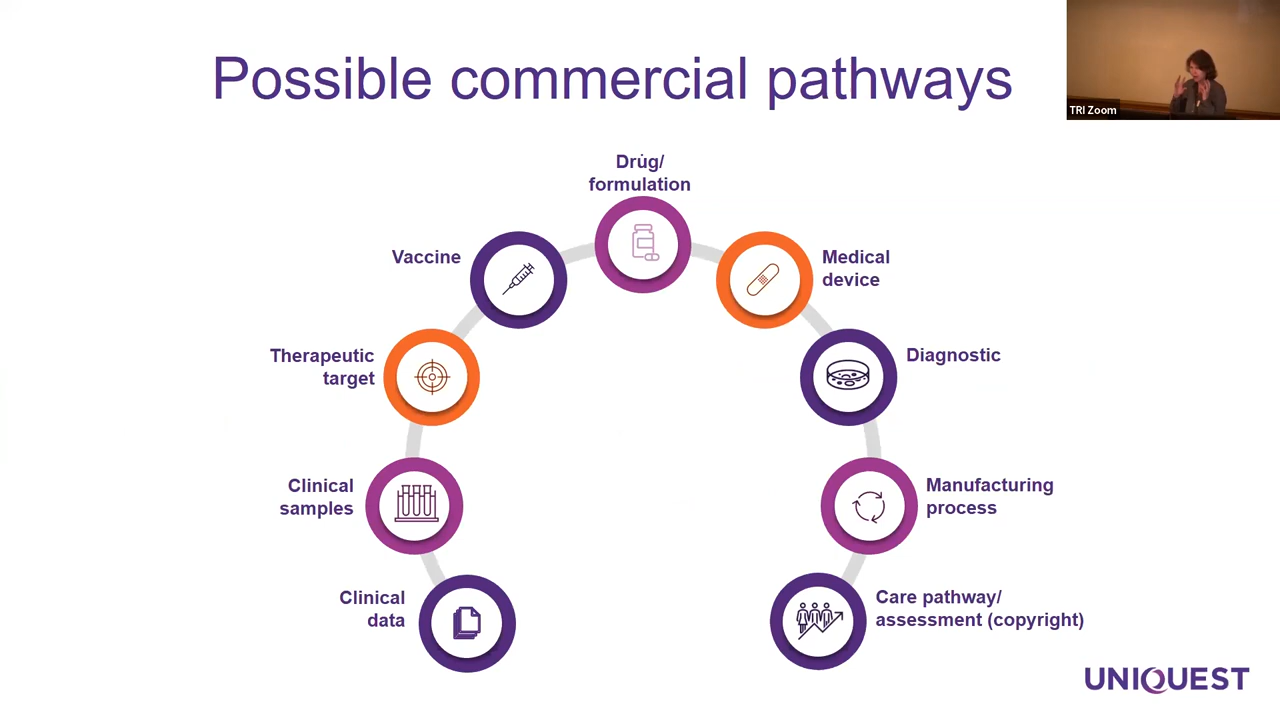 Possible commercial pathways
TRI Zoom
Drug/
formulation
Vaccine
Medical
device
Therapeutic
target
Diagnostic
Clinical
samples
Manufacturing
process
Clinical
data
Care pathway/
assessment (copyright)
UNIQUEST